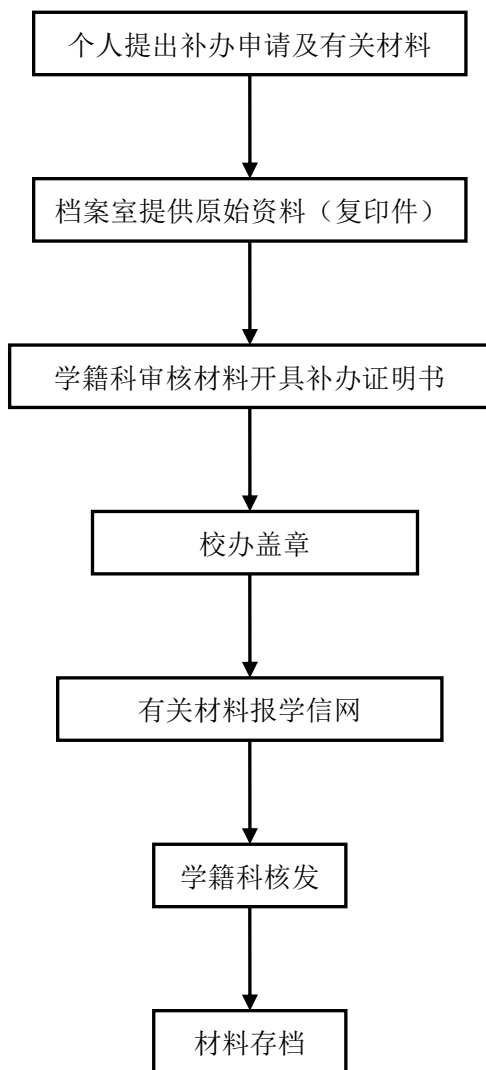 个人提出补办申请及有关材料
档案室提供原始资料（复印件）
学籍科审核材料开具补办证明书
校办盖章
有关材料报学信网
学籍科核发
材料存档